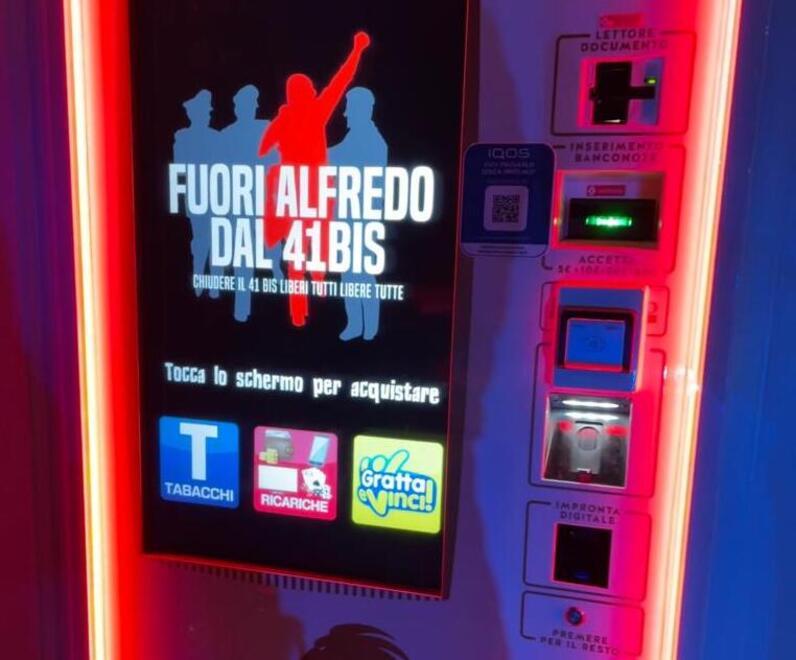 FUORI ALFREDO
DAL 41BIS
CHIUDERE IL 41 BIS LIBERI TUTTI LIBERE TUTTE
Tocca lo schermo per acquistare
T
TABACCHI
RICARICHE
Gratta
e Vinci!
LETTORE
DOCUMENTO
IQOS
INSERIMENTO
BANCONOTE
ACCETTA
IMPRONTA
DIGITALE
PREMERE
PER IL RESTO